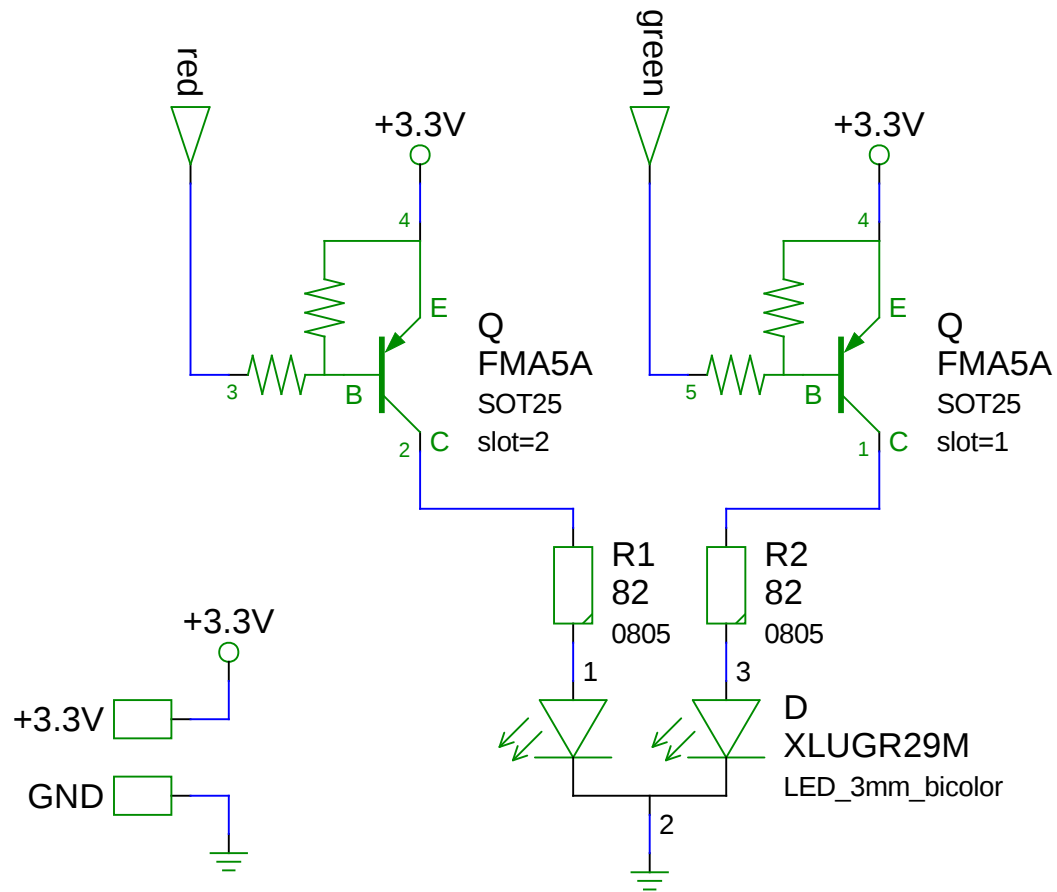 red
green
+3.3V
+3.3V
4
4
E
E
Q
FMA5A
SOT25
slot=2
Q
FMA5A
SOT25
slot=1
3
B
5
B
2
C
1
C
R1
82
0805
R2
82
0805
+3.3V
1
3
+3.3V
D
XLUGR29M
LED_3mm_bicolor
GND
2